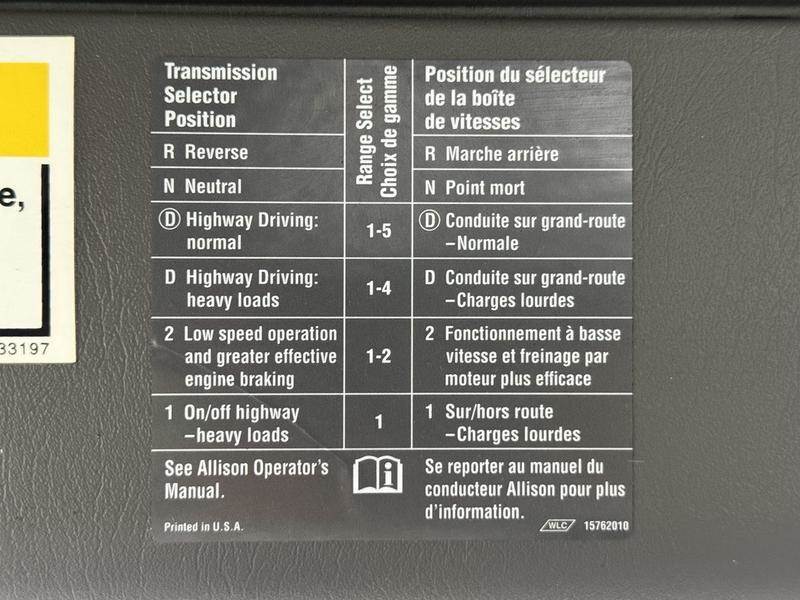 e,
33197
Transmission
Selector
Position
Range Select
Choix de gamme
Position du sélecteur
de la boîte
de vitesses
R Reverse
R Marche arrière
N Neutral
N Point mort
Ⓓ Highway Driving:
normal
1-5
Ⓓ Conduite sur grand-route
–Normale
D Highway Driving:
heavy loads
1-4
D Conduite sur grand-route
–Charges lourdes
2 Low speed operation
and greater effective
engine braking
1-2
2 Fonctionnement à basse
vitesse et freinage par
moteur plus efficace
1 On/off highway
–heavy loads
1
1 Sur/hors route
–Charges lourdes
See Allison Operator's
Manual.
i
Se reporter au manuel du
conducteur Allison pour plus
d'information.
Printed in U.S.A.
WLC 15762010